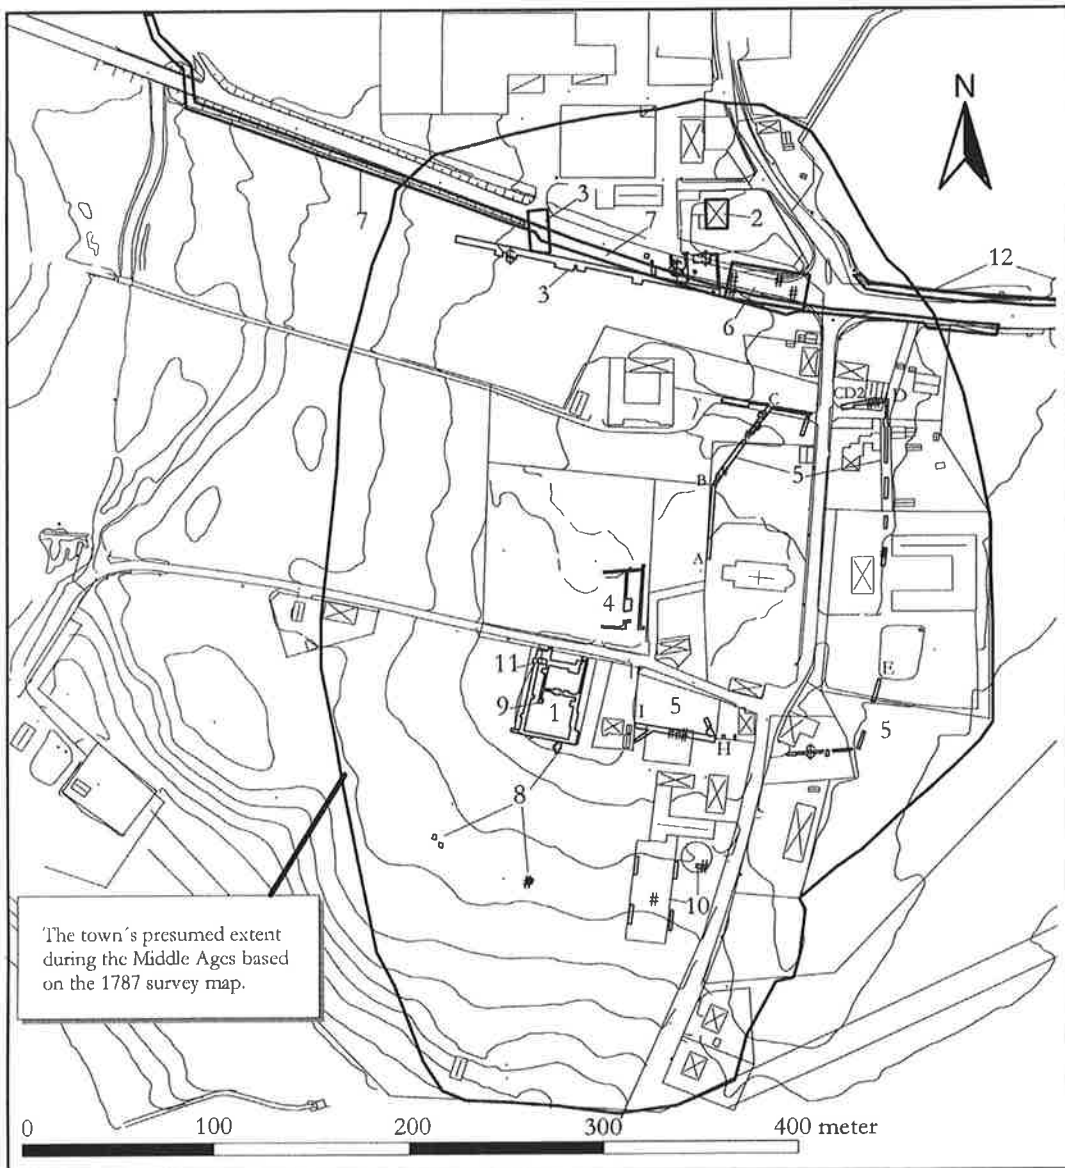 N
3
7
7
2
12
3
6
C
CD2
D
5
B
A
4
11
E
9
1
I
5
H
5
8
10
The town´s presumed extent
during the Middle Ages based
on the 1787 survey map.
0 100 200 300 400 meter